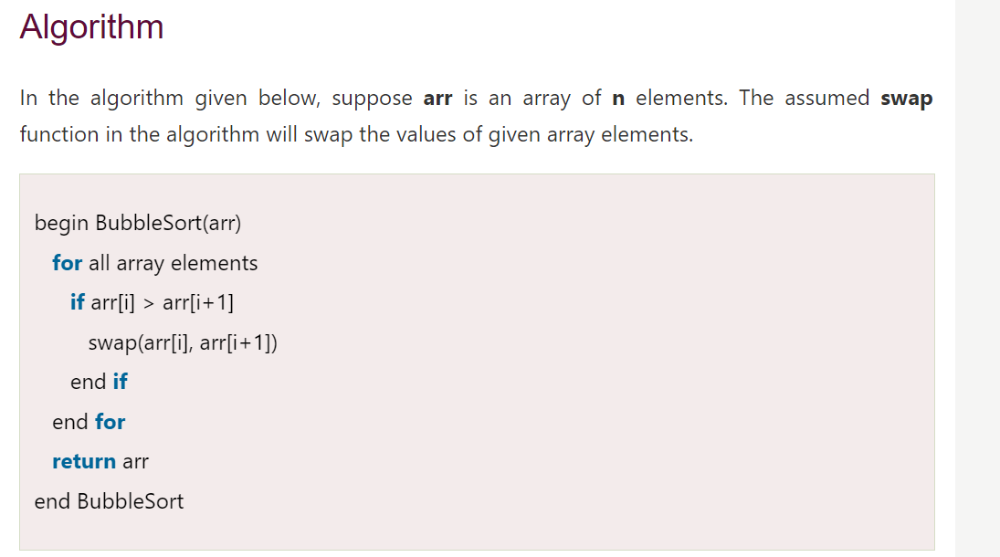 Algorithm
In the algorithm given below, suppose arr is an array of n elements. The assumed swap
function in the algorithm will swap the values of given array elements.
begin BubbleSort(arr)
for all array elements
if arr[i] > arr[i+1]
swap(arr[i], arr[i+1])
end if
end for
return arr
end BubbleSort